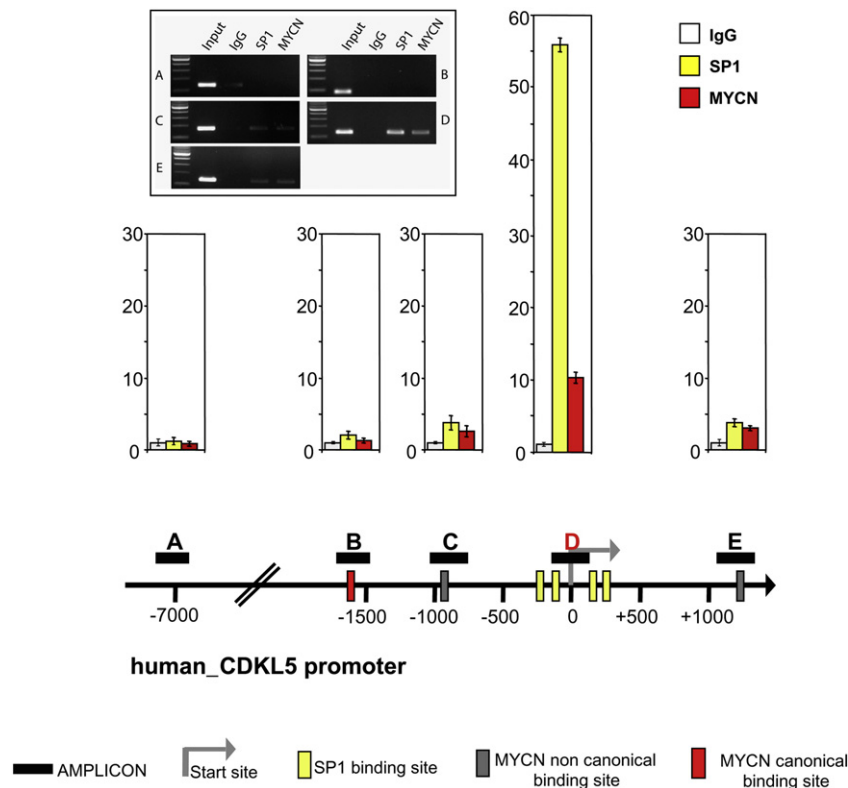 Input IgG SP1 MYCN
Input IgG SP1 MYCN
A
B
C
D
E
IgG
SP1
MYCN
60
55
50
40
30
20
10
0
30
20
10
0
30
20
10
0
30
20
10
0
30
20
10
0
A
B
C
D
E
-7000
-1500
-1000
-500
0
+500
+1000
human_CDKL5 promoter
AMPLICON
Start site
SP1 binding site
MYCN non canonical
binding site
MYCN canonical
binding site